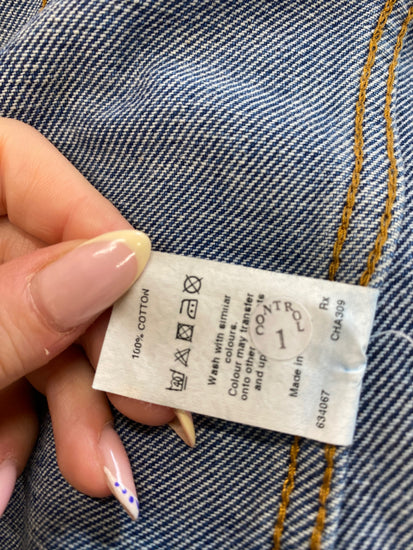 100% COTTON
30
Wash with similar
colours.
Colour may transfer
onto other
and up
CONTROL
1
Made in
634067 Rx
CHA309